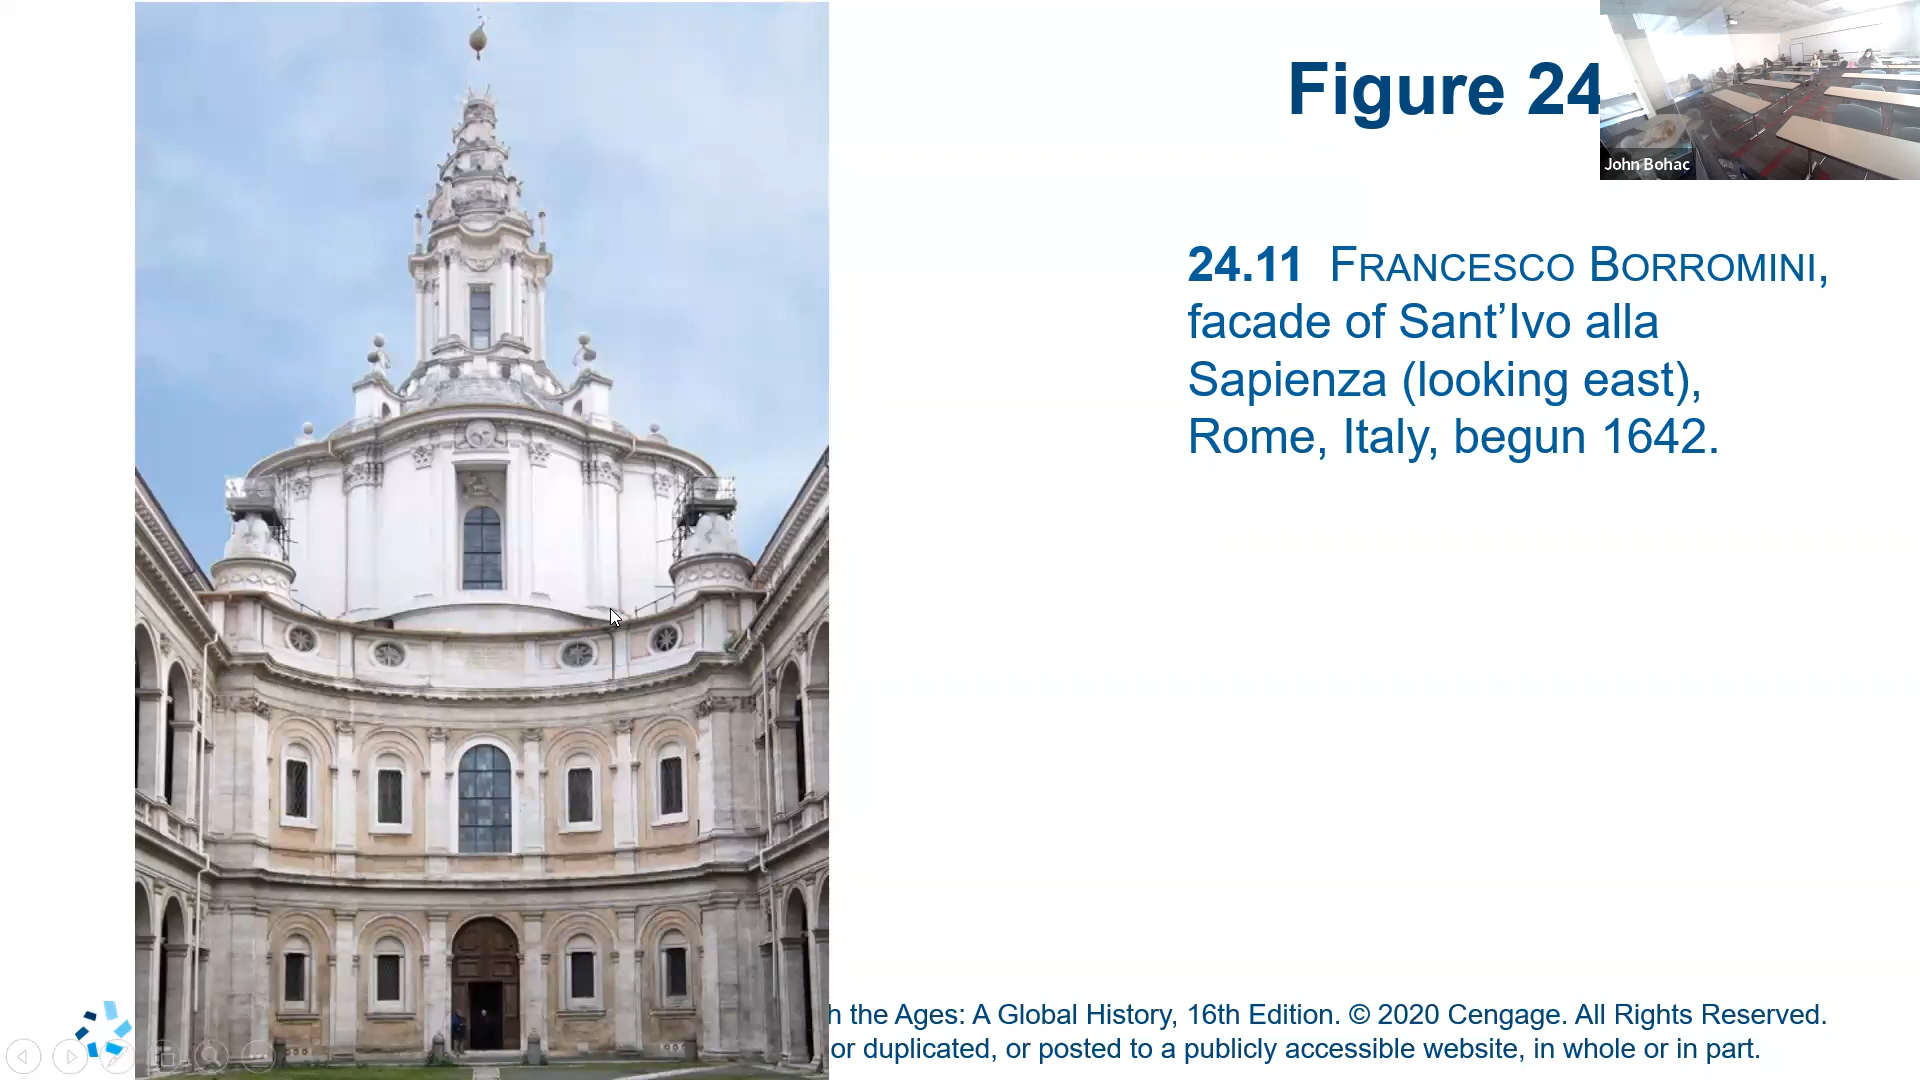 Figure 24
John Bohac
24.11 FRANCESCO BORROMINI,
facade of Sant’Ivo alla
Sapienza (looking east),
Rome, Italy, begun 1642.
the Ages: A Global History, 16th Edition. © 2020 Cengage. All Rights Reserved.
or duplicated, or posted to a publicly accessible website, in whole or in part.